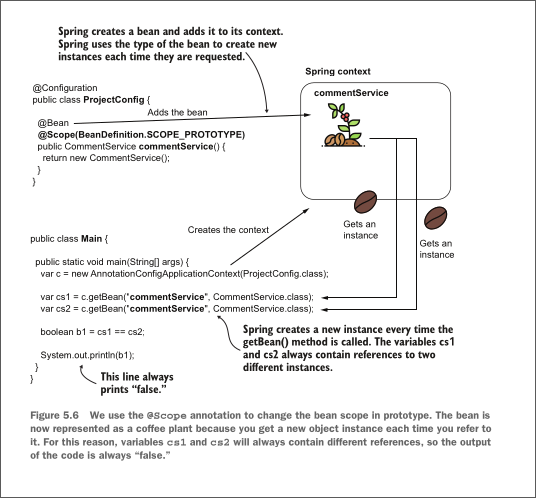 Spring creates a bean and adds it to its context.
Spring uses the type of the bean to create new
instances each time they are requested.
Spring context
commentService
@Configuration
public class ProjectConfig {
Adds the bean
@Bean
@Scope(BeanDefinition.SCOPE_PROTOTYPE)
public CommentService commentService() {
return new CommentService();
}
}
Gets an
instance
Gets an
instance
Creates the context
public class Main {
public static void main(String[] args) {
var c = new AnnotationConfigApplicationContext(ProjectConfig.class);
var cs1 = c.getBean("commentService", CommentService.class);
var cs2 = c.getBean("commentService", CommentService.class);
boolean b1 = cs1 == cs2;
System.out.println(b1);
}
}
Spring creates a new instance every time the
getBean() method is called. The variables cs1
and cs2 always contain references to two
different instances.
This line always
prints “false.”
Figure 5.6 We use the @Scope annotation to change the bean scope in prototype. The bean is
now represented as a coffee plant because you get a new object instance each time you refer to
it. For this reason, variables cs1 and cs2 will always contain different references, so the output
of the code is always “false.”